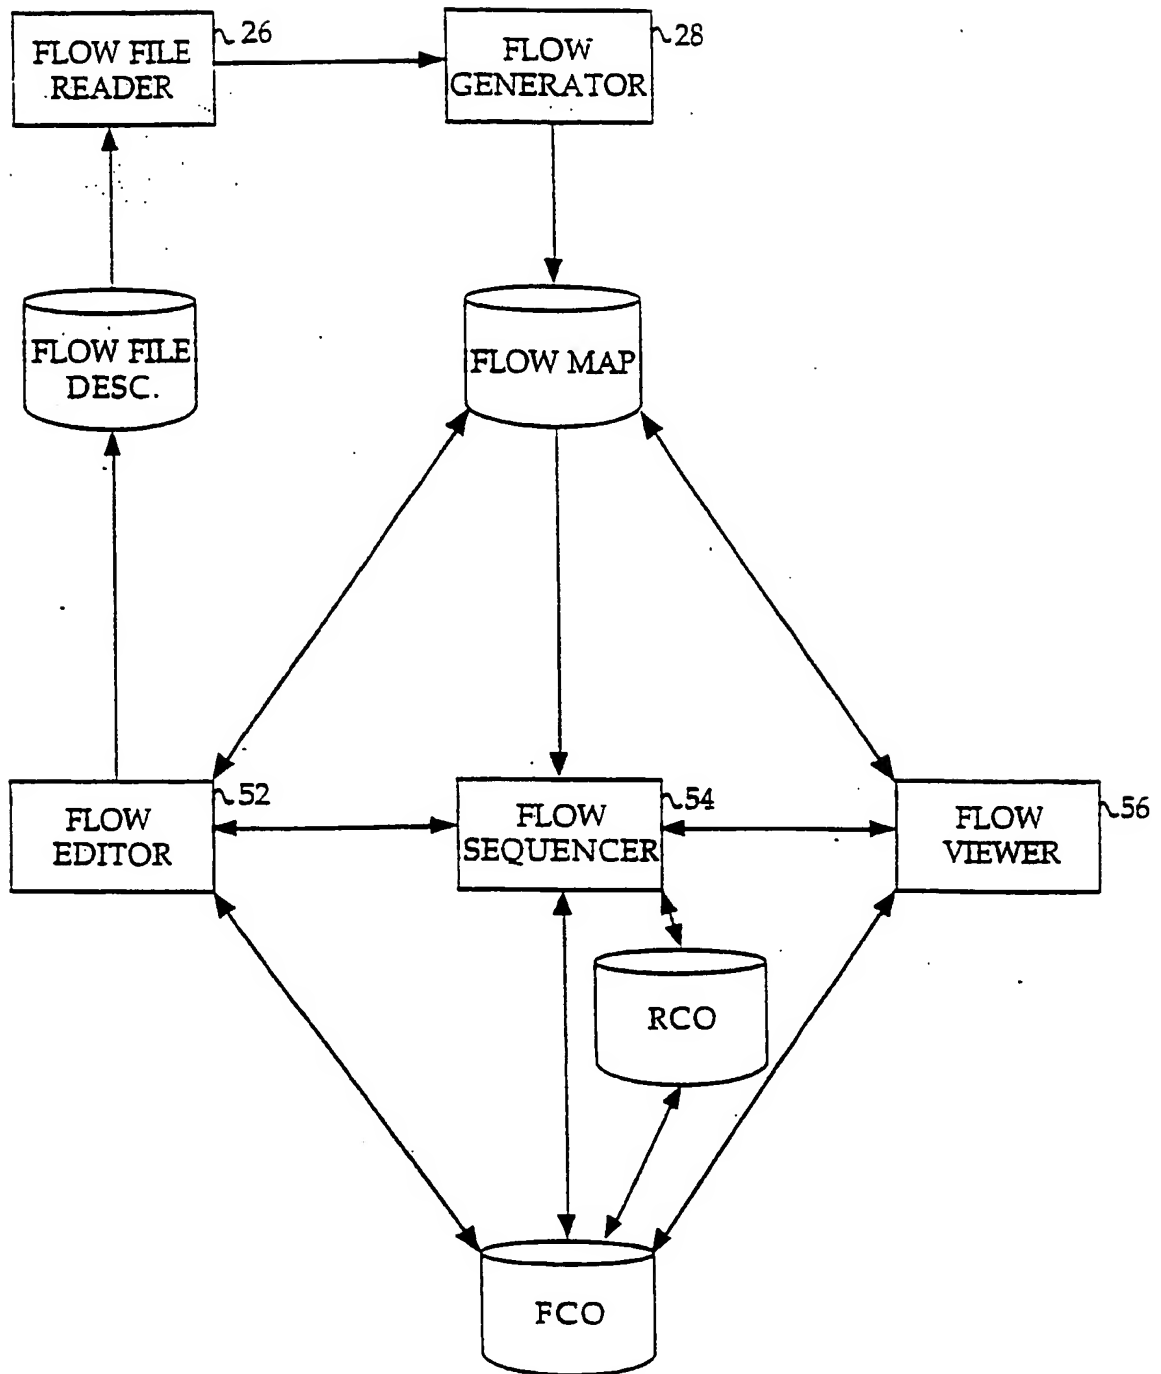 FLOW FILE
READER
26
FLOW
GENERATOR
28
FLOW FILE
DESC.
FLOW MAP
FLOW
EDITOR
52
FLOW
SEQUENCER
54
FLOW
VIEWER
56
RCO
FCO